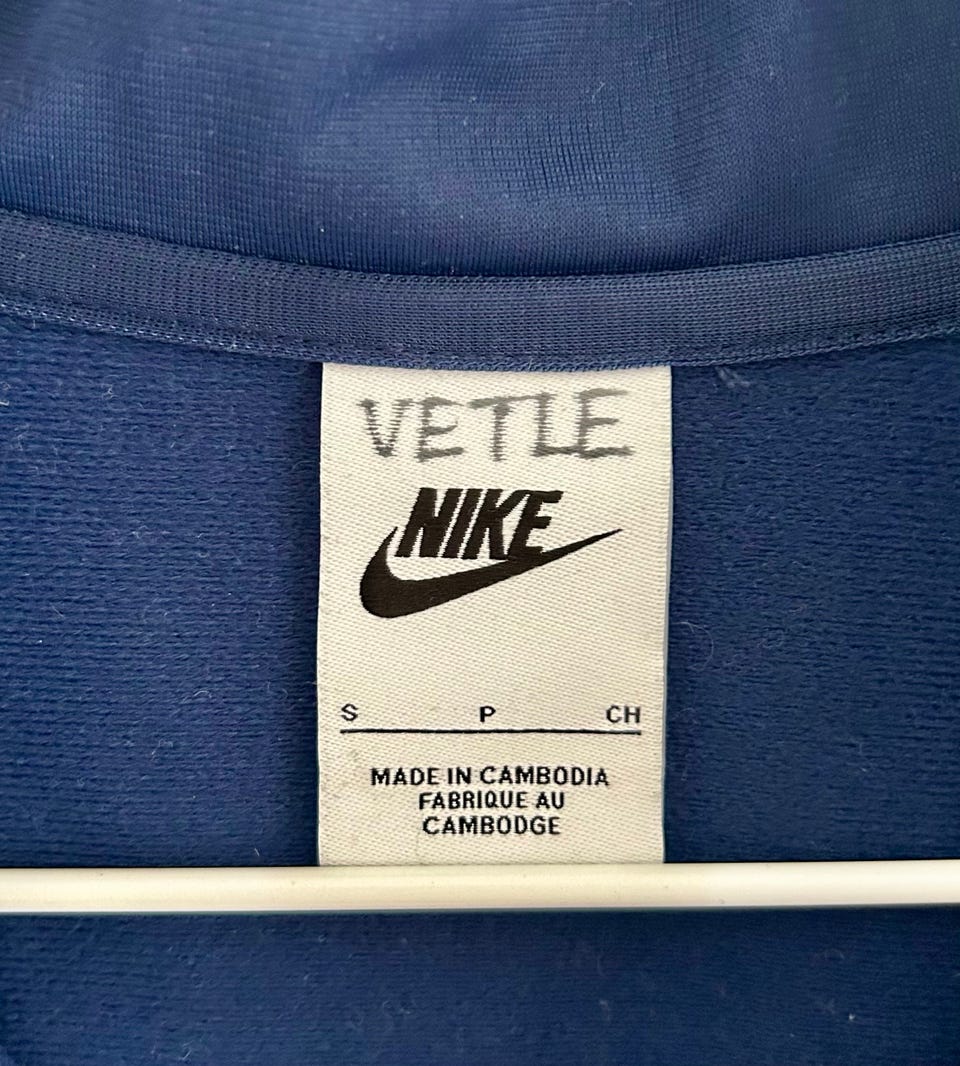 VETLE
NIKE
S P CH
MADE IN CAMBODIA
FABRIQUE AU
CAMBODGE